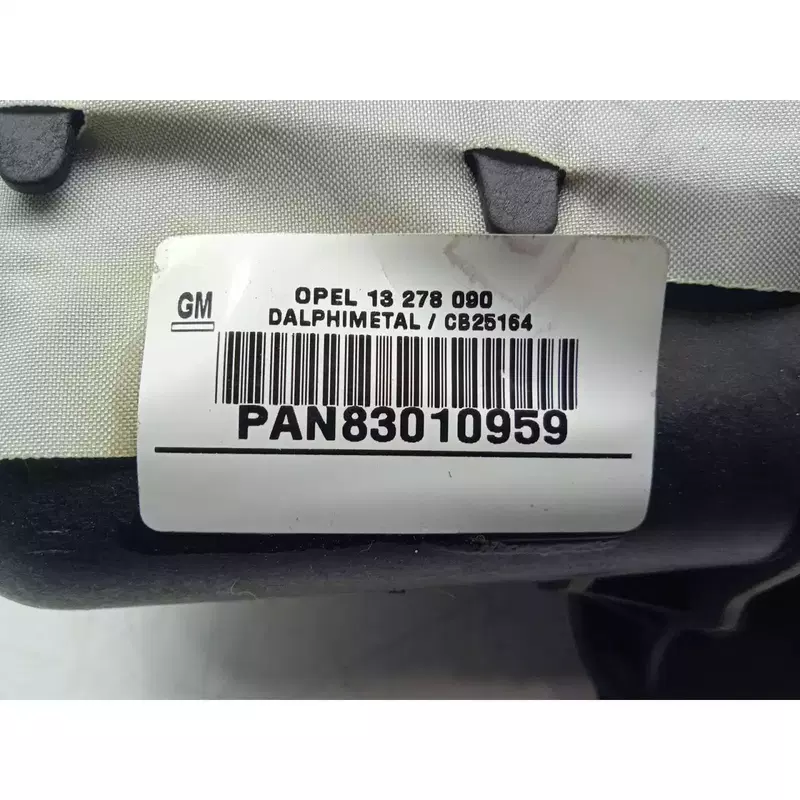 GM
OPEL 13 278 090
DALPHIMETAL / CB25164
PAN83010959